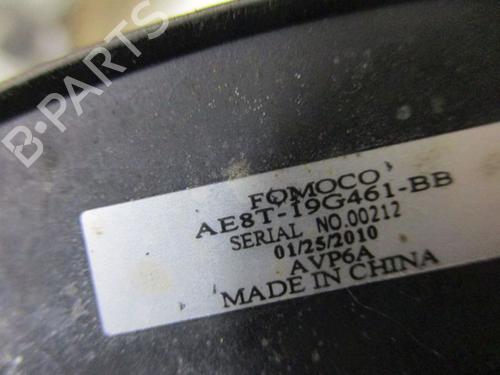 B-PARTS
FOMOCO
AE8T-19G461-BB
SERIAL NO.00212
01/25/2010
AVP6A
MADE IN CHINA